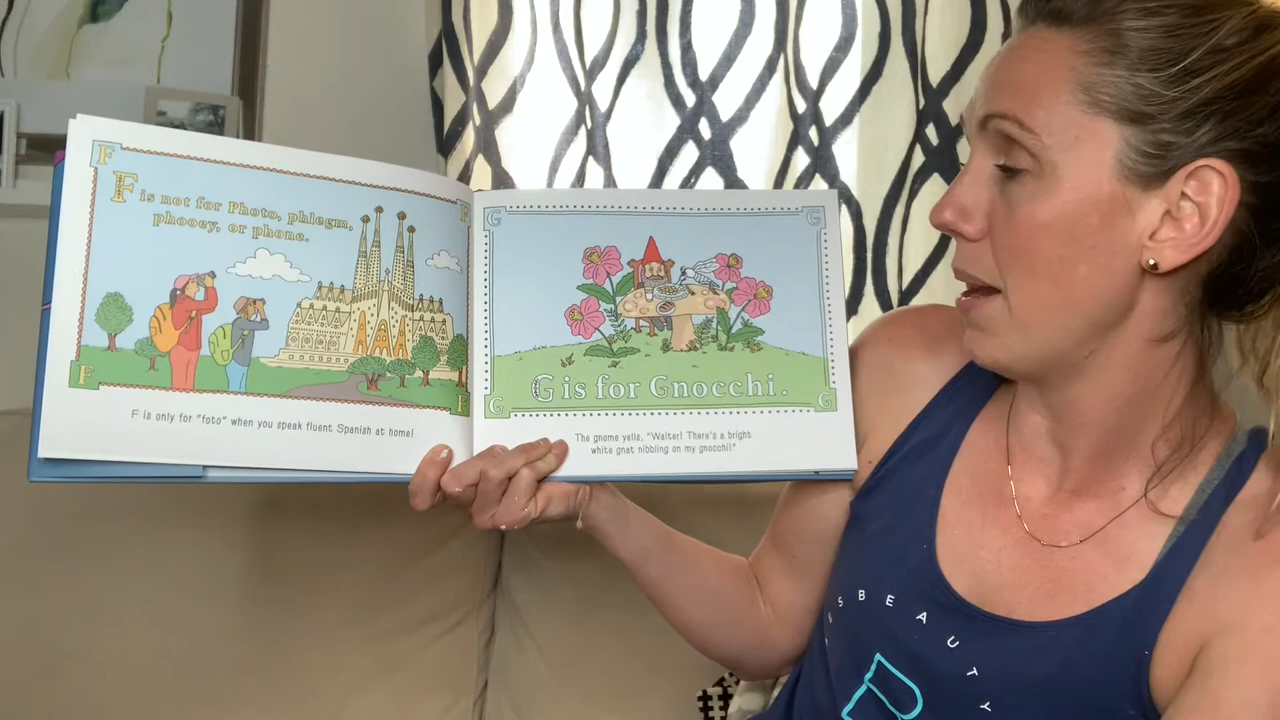 F F
F is not for Photo, phlegm,
phooey, or phone.
F F
F is only for "foto" when you speak fluent Spanish at home!
G G
G is for Gnocchi.
G G
The gnome yells, "Waiter! There's a bright
white gnat nibbling on my gnocchi!"
SBEAUTY